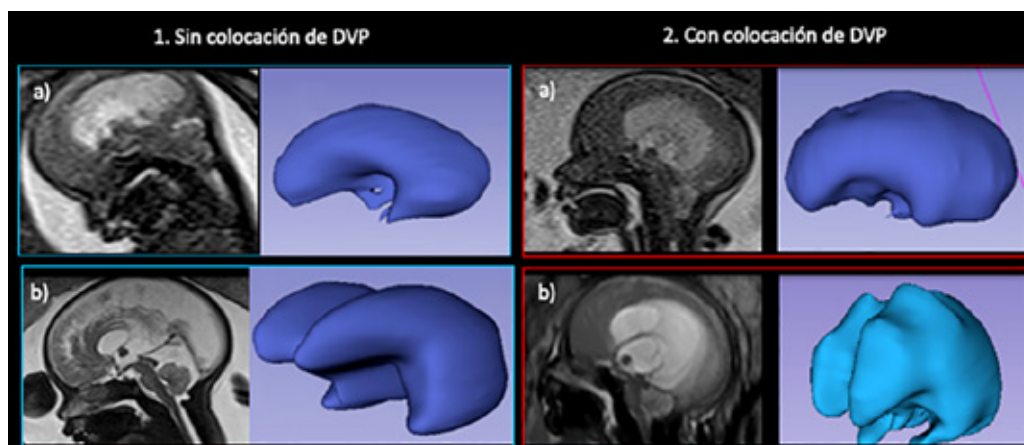 1. Sin colocación de DVP
2. Con colocación de DVP
a)
a)
b)
b)